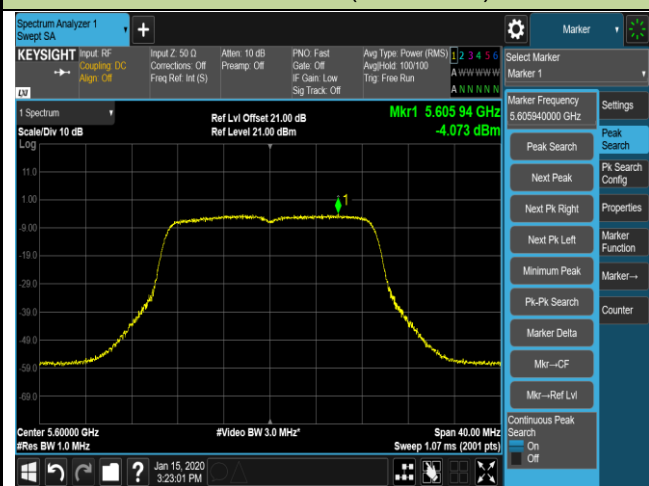 Spectrum Analyzer 1
Swept SA
+
Marker
KEYSIGHT
Input: RF
Coupling: DC
Align: Off
Input Z: 50 Ω
Corrections: Off
Freq Ref: Int (S)
Atten: 10 dB
Preamp: Off
PNO: Fast
Gate: Off
IF Gain: Low
Sig Track: Off
Avg Type: Power (RMS)
Avg|Hold: 100/100
Trig: Free Run
1 2 3 4 5 6
A W W W W W
A N N N N N
LXI
Select Marker
Marker 1
1 Spectrum
Scale/Div 10 dB
Log
Ref Lvl Offset 21.00 dB
Ref Level 21.00 dBm
Mkr1 5.605 94 GHz
-4.073 dBm
11.0
1.00
-9.00
-19.0
-29.0
-39.0
-49.0
-59.0
-69.0
1
Center 5.60000 GHz
#Res BW 1.0 MHz
#Video BW 3.0 MHz*
Span 40.00 MHz
Sweep 1.07 ms (2001 pts)
Marker Frequency
5.605940000 GHz
Peak Search
Next Peak
Next Pk Right
Next Pk Left
Minimum Peak
Pk-Pk Search
Marker Delta
Mkr→CF
Mkr→Ref Lvl
Continuous Peak
Search
On
Off
Settings
Peak
Search
Pk Search
Config
Properties
Marker
Function
Marker→
Counter
?
Jan 15, 2020
3:23:01 PM